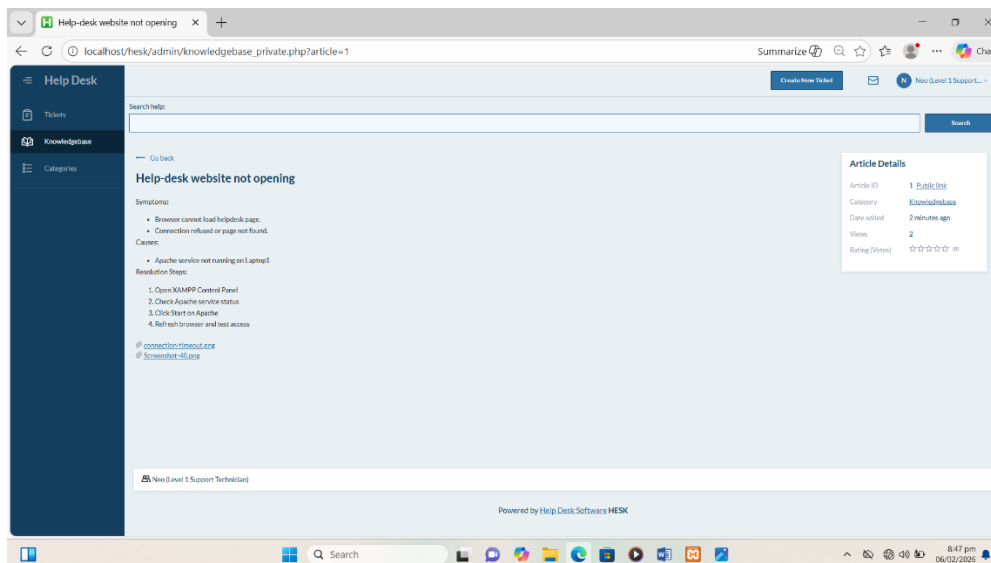 Help-desk website not opening
localhost/hesk/admin/knowledgebase_private.php?article=1
Summarize
Cha
Help Desk
Create New Ticket
N
Neo (Level 1 Support...
Tickets
Knowledgebase
Categories
Search help:
Search
Go back
Help-desk website not opening
Symptoms:
• Browser cannot load helpdesk page.
• Connection refused or page not found.
Causes:
• Apache service not running on Laptop1
Resolution Steps:
1. Open XAMPP Control Panel
2. Check Apache service status
3. Click Start on Apache
4. Refresh browser and test access
connection-timeout.png
Screenshot-48.png
Article Details
Article ID 1 Public link
Category Knowledgebase
Date added 2 minutes ago
Views 2
Rating (Votes) (0)
Neo (Level 1 Support Technician)
Powered by Help Desk Software HESK
Search
8:47 pm
06/02/2026